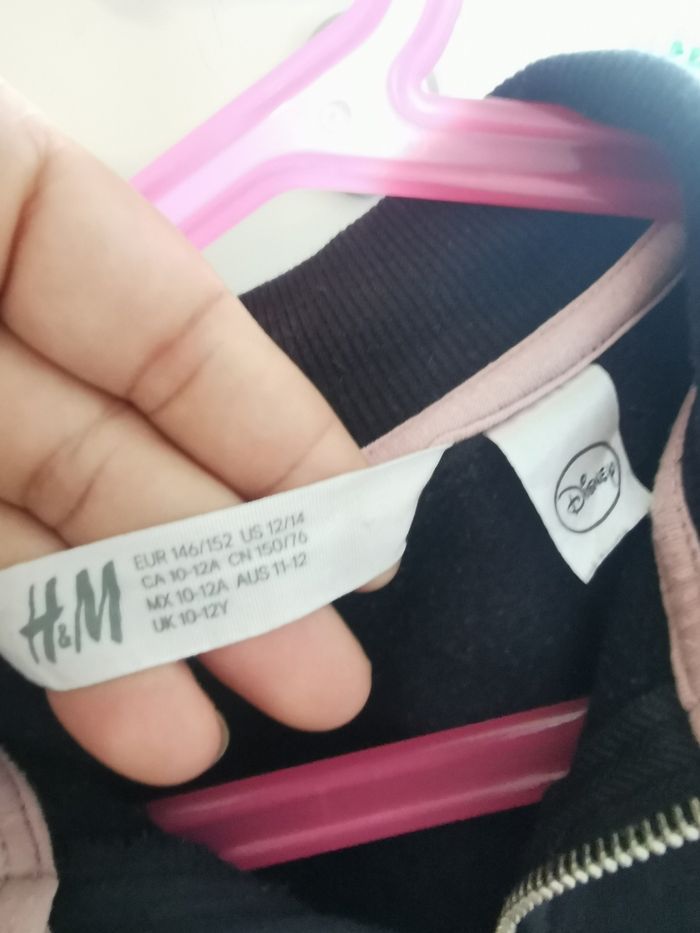 H&M
EUR 146/152 US 12/14
CA 10-12A CN 150/76
MX 10-12A AUS 11-12
UK 10-12Y
DISNEY